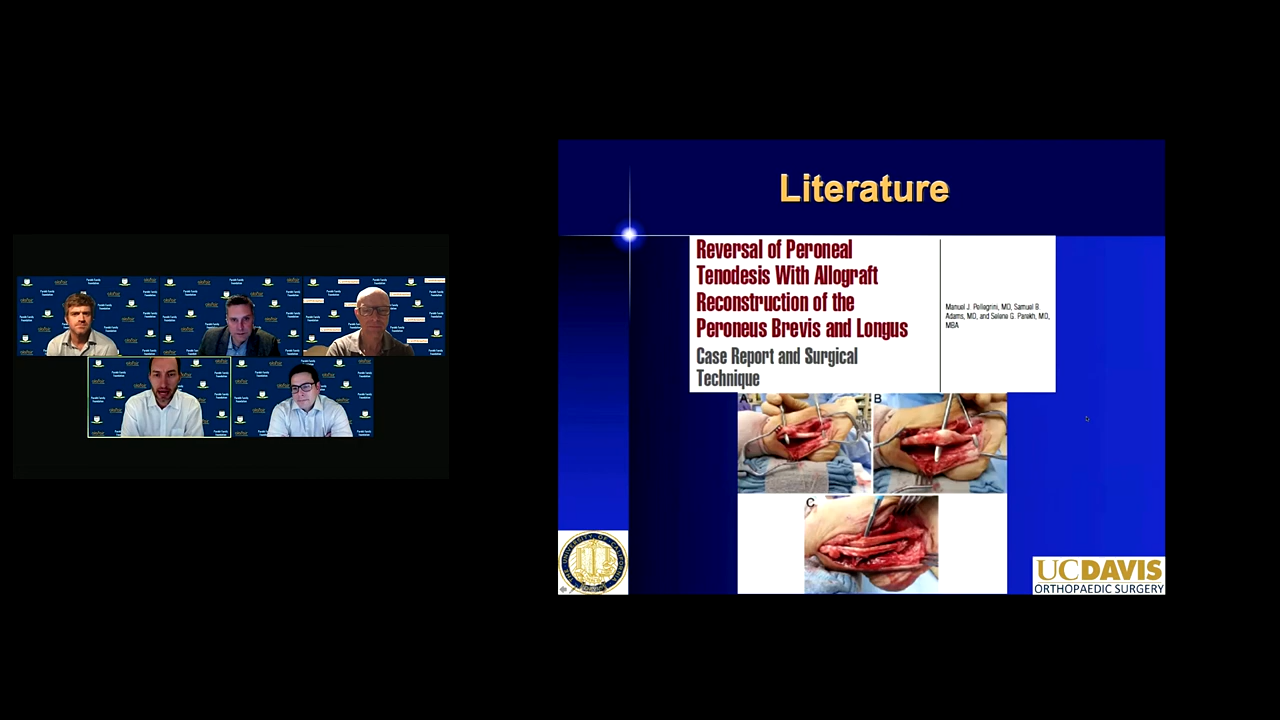 Literature
Reversal of Peroneal
Tenodesis With Allograft
Reconstruction of the
Peroneus Brevis and Longus
Case Report and Surgical
Technique
Manuel J. Pellegrini, MD, Samuel B.
Adams, MD, and Selene G. Parekh, MD,
MBA
A
B
C
UCDAVIS
ORTHOPAEDIC SURGERY